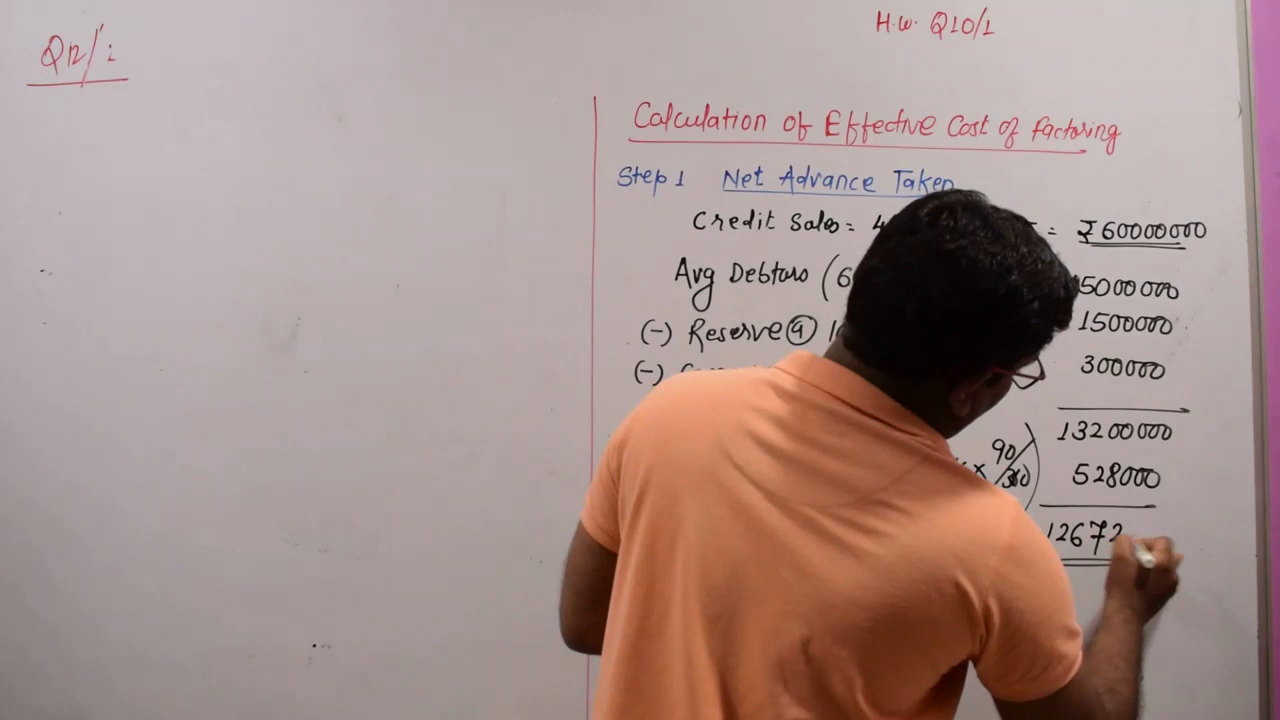 H.W. Q10/1
Q12/
Calculation of Effective Cost of Factoring
Step 1 Net Advance Taken
Credit Sales = 4 = ₹60000000
Avg Debtors (6 5000000
(-) Reserve @ 1 1500000
(-) 300000
13200000
x 90/360) 528000
12672